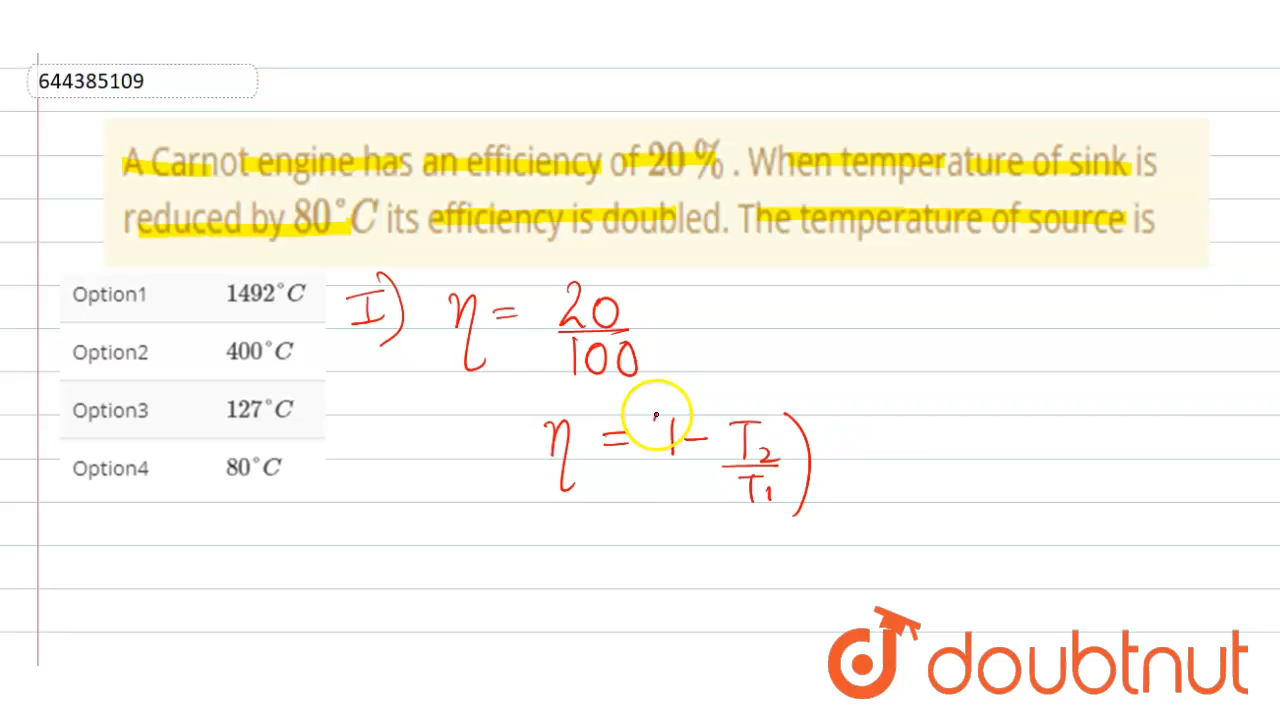 644385109
A Carnot engine has an efficiency of 20 % . When temperature of sink is
reduced by 80°C its efficiency is doubled. The temperature of source is
Option1 1492°C
Option2 400°C
Option3 127°C
Option4 80°C
I) η = 20/100
η = 1 - T2/T1)
doubtnut